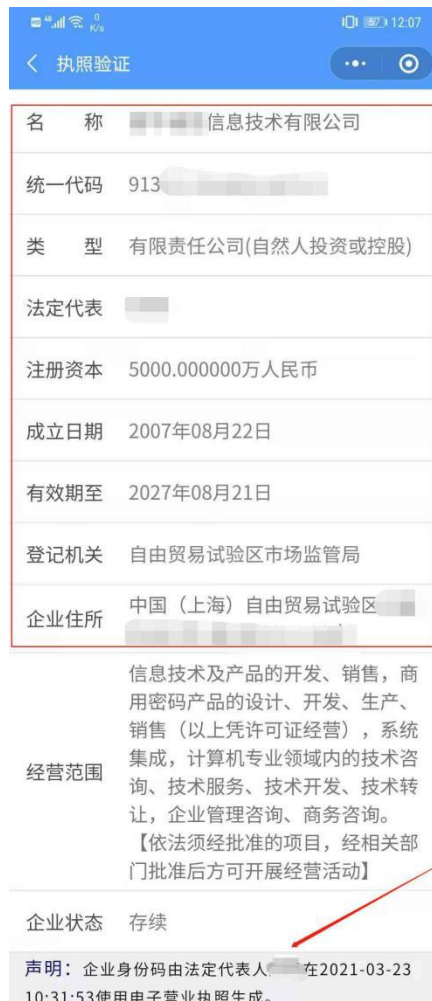 HD 4G 0 K/s 57 12:07
执照验证
名 称 信息技术有限公司
统一代码 913
类 型 有限责任公司(自然人投资或控股)
法定代表
注册资本 5000.000000万人民币
成立日期 2007年08月22日
有效期至 2027年08月21日
登记机关 自由贸易试验区市场监管局
企业住所 中国（上海）自由贸易试验区
经营范围 信息技术及产品的开发、销售，商
用密码产品的设计、开发、生产、
销售（以上凭许可证经营），系统
集成，计算机专业领域内的技术咨
询、技术服务、技术开发、技术转
让，企业管理咨询、商务咨询。
【依法须经批准的项目，经相关部
门批准后方可开展经营活动】
企业状态 存续
声明：企业身份码由法定代表人 在2021-03-23
10:31:53使用电子营业执照生成。